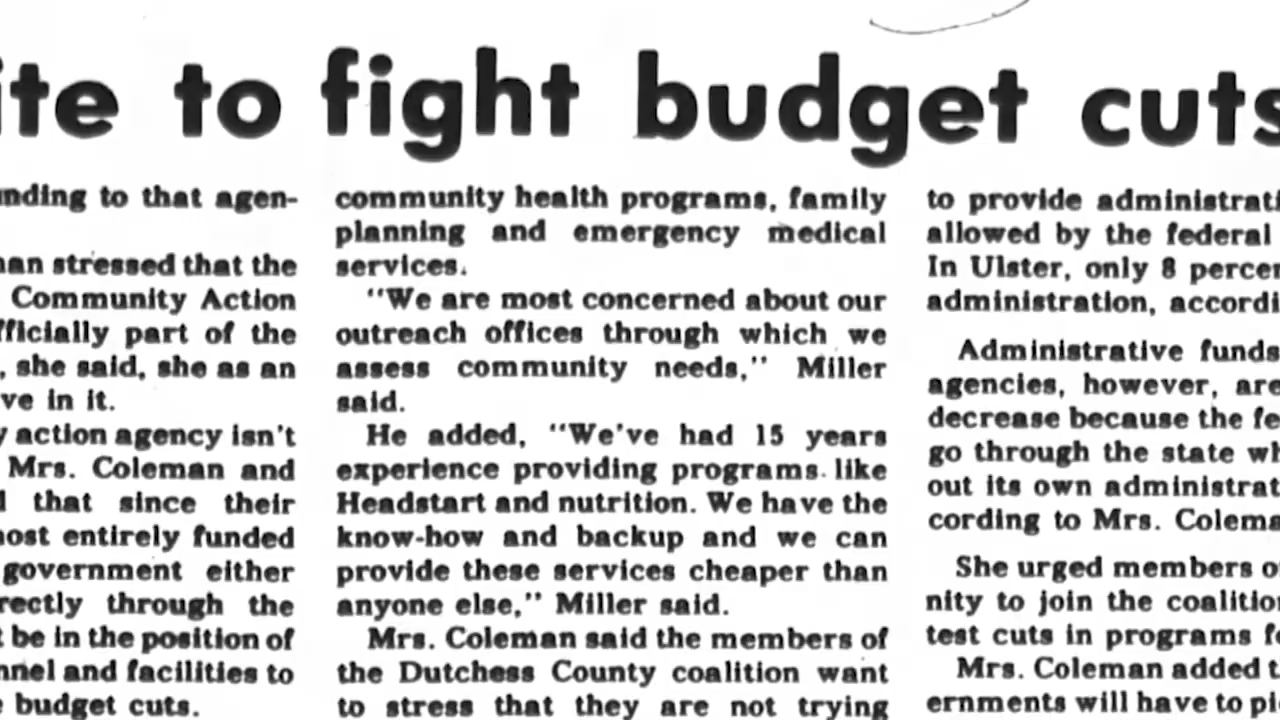 ite to fight budget cuts
nding to that agen-
an stressed that the
Community Action
fficially part of the
, she said, she as an
ve in it.
y action agency isn't
Mrs. Coleman and
d that since their
ost entirely funded
government either
rectly through the
t be in the position of
nnel and facilities to
e budget cuts.
community health programs, family
planning and emergency medical
services.
"We are most concerned about our
outreach offices through which we
assess community needs," Miller
said.
He added, "We've had 15 years
experience providing programs like
Headstart and nutrition. We have the
know-how and backup and we can
provide these services cheaper than
anyone else," Miller said.
Mrs. Coleman said the members of
the Dutchess County coalition want
to stress that they are not trying
to provide administrati
allowed by the federal
In Ulster, only 8 percen
administration, accordi
Administrative funds
agencies, however, are
decrease because the fe
go through the state wh
out its own administrat
cording to Mrs. Colema
She urged members o
nity to join the coalition
test cuts in programs fo
Mrs. Coleman added t
ernments will have to pi